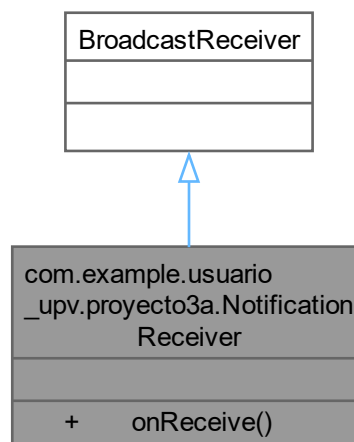 BroadcastReceiver
com.example.usuario
_upv.proyecto3a.Notification
Receiver
+ onReceive()